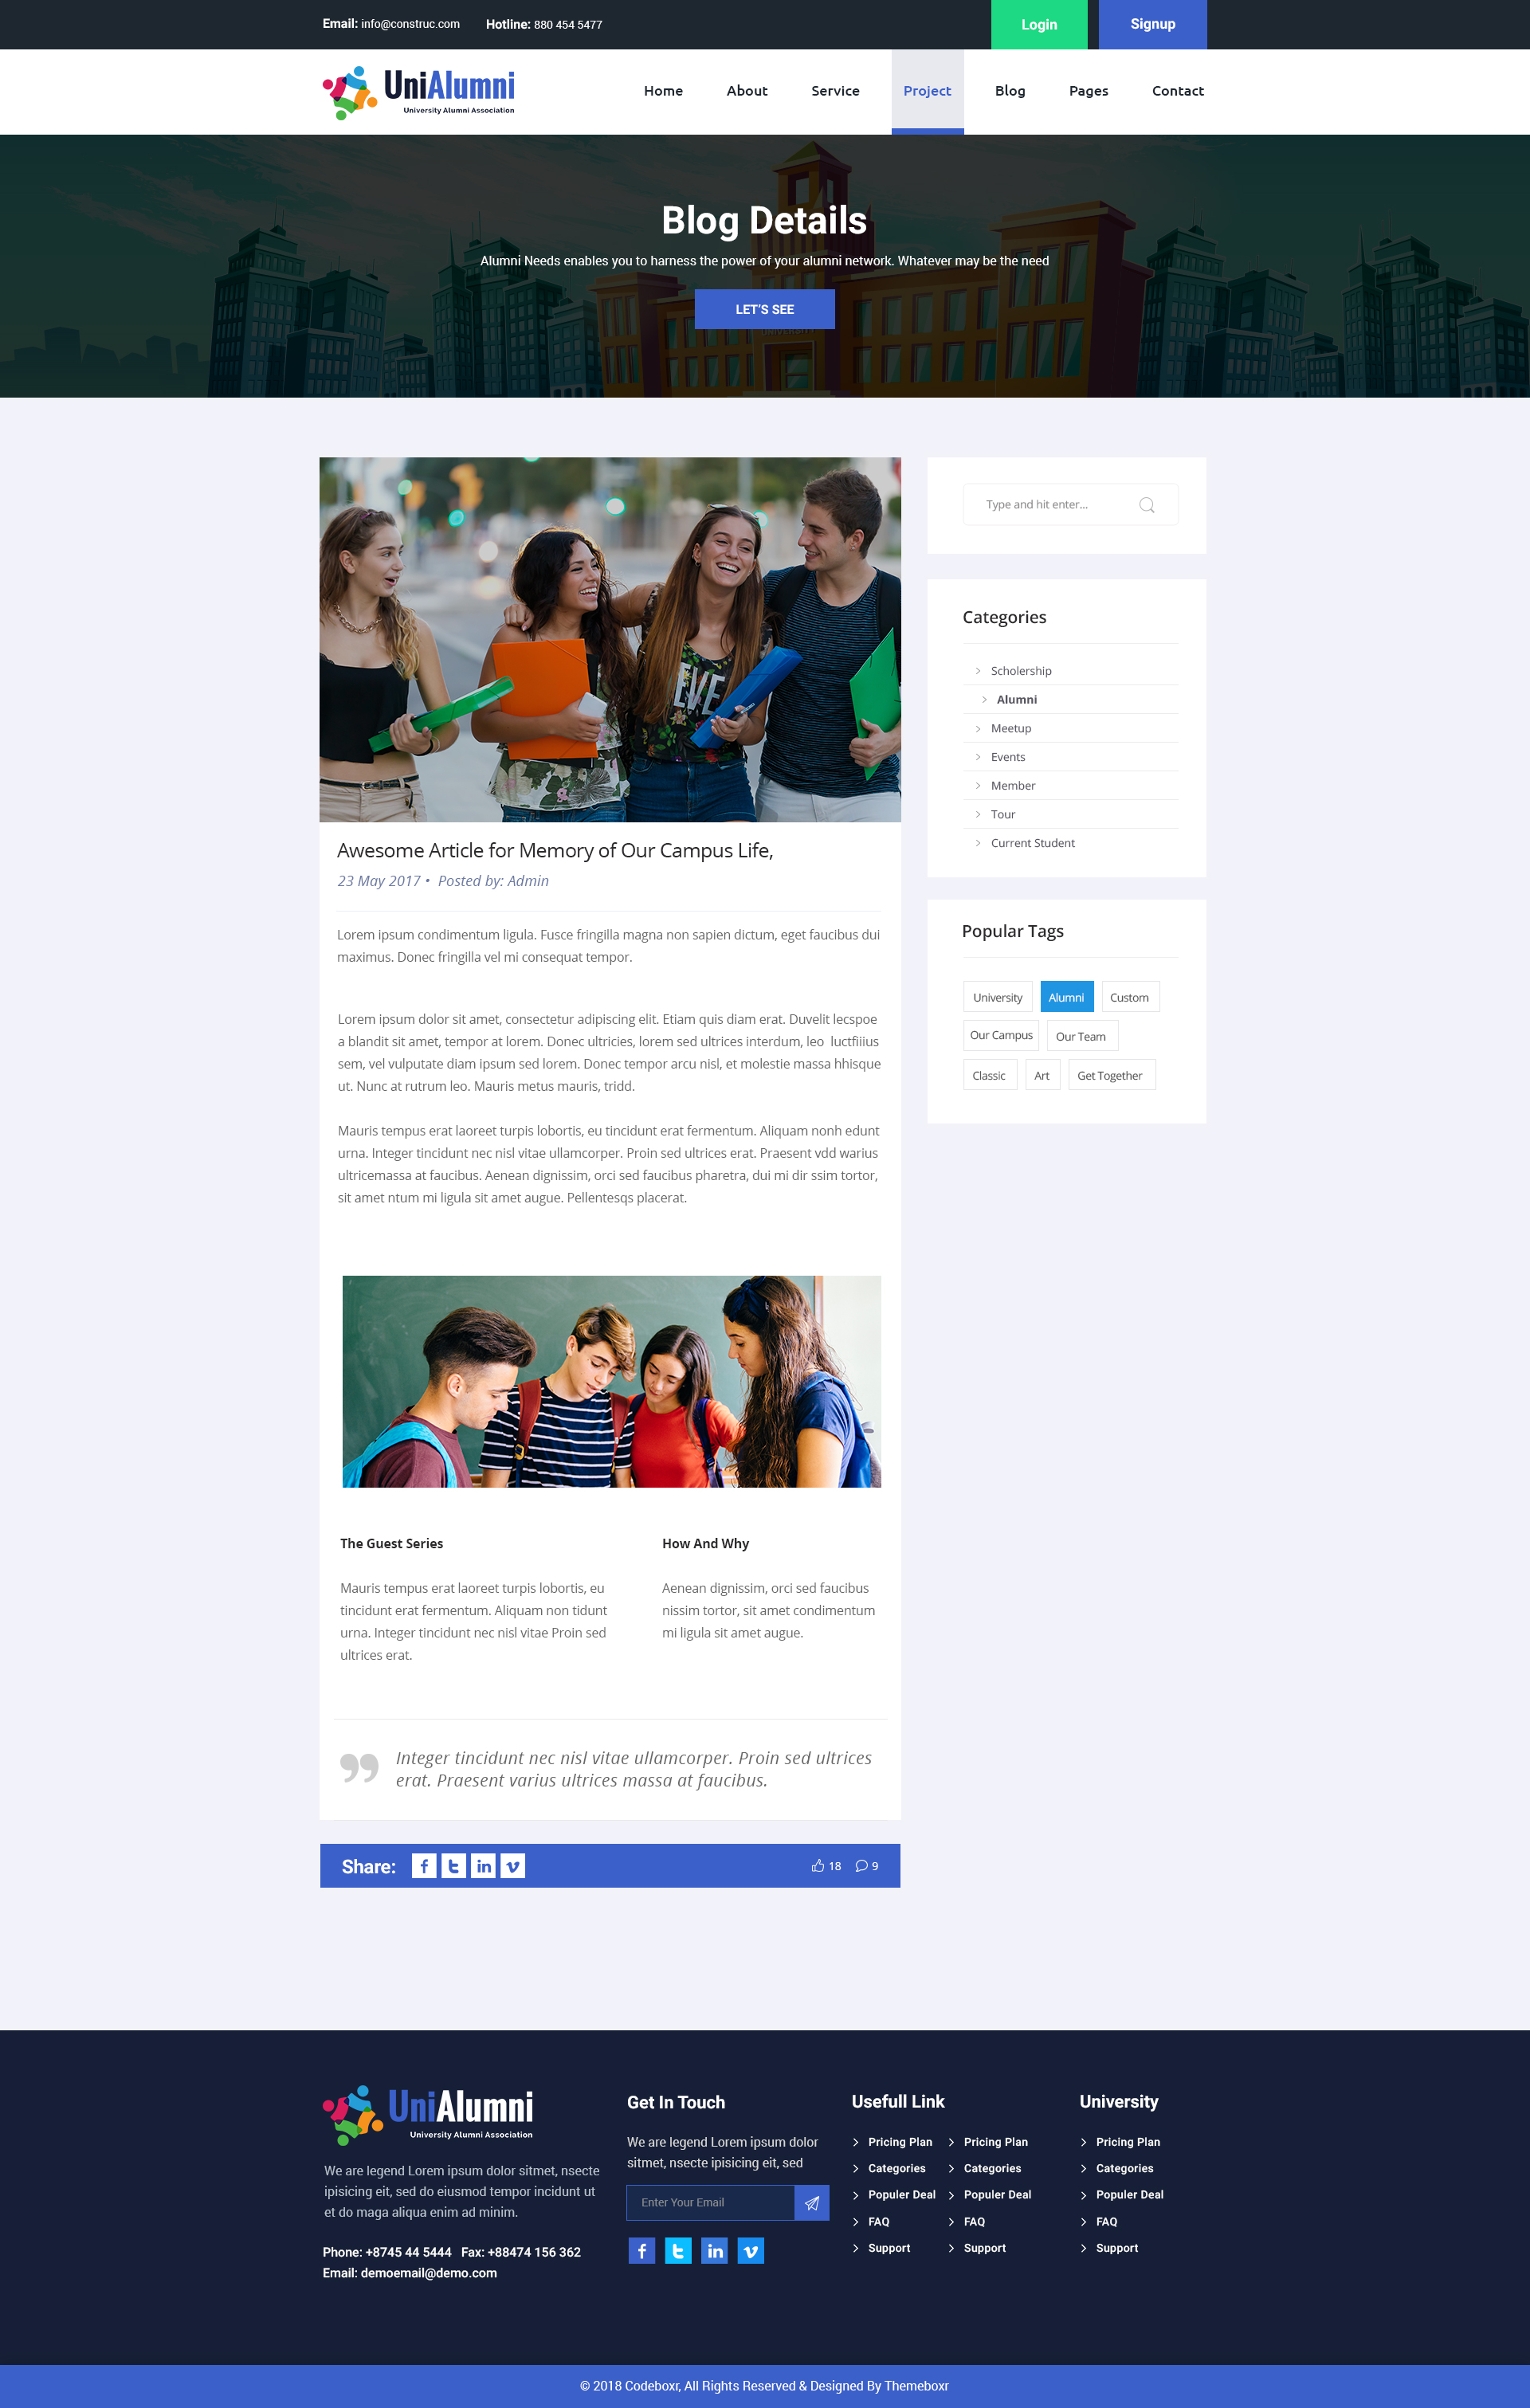 Email: info@construc.com Hotline: 880 454 5477 Login Signup
UniAlumni
University Alumni Association
Home About Service Project Blog Pages Contact
Blog Details
Alumni Needs enables you to harness the power of your alumni network. Whatever may be the need
LET'S SEE
UNIVERSITY
EVE
Awesome Article for Memory of Our Campus Life,
23 May 2017 • Posted by: Admin
Lorem ipsum condimentum ligula. Fusce fringilla magna non sapien dictum, eget faucibus dui
maximus. Donec fringilla vel mi consequat tempor.
Lorem ipsum dolor sit amet, consectetur adipiscing elit. Etiam quis diam erat. Duvelit lecspoe
a blandit sit amet, tempor at lorem. Donec ultricies, lorem sed ultrices interdum, leo luctfiiius
sem, vel vulputate diam ipsum sed lorem. Donec tempor arcu nisl, et molestie massa hhisque
ut. Nunc at rutrum leo. Mauris metus mauris, tridd.
Mauris tempus erat laoreet turpis lobortis, eu tincidunt erat fermentum. Aliquam nonh edunt
urna. Integer tincidunt nec nisl vitae ullamcorper. Proin sed ultrices erat. Praesent vdd warius
ultricemassa at faucibus. Aenean dignissim, orci sed faucibus pharetra, dui mi dir ssim tortor,
sit amet ntum mi ligula sit amet augue. Pellentesqs placerat.
The Guest Series
Mauris tempus erat laoreet turpis lobortis, eu
tincidunt erat fermentum. Aliquam non tidunt
urna. Integer tincidunt nec nisl vitae Proin sed
ultrices erat.
How And Why
Aenean dignissim, orci sed faucibus
nissim tortor, sit amet condimentum
mi ligula sit amet augue.
Integer tincidunt nec nisl vitae ullamcorper. Proin sed ultrices
erat. Praesent varius ultrices massa at faucibus.
Share: 18 9
Type and hit enter...
Categories
Scholership
Alumni
Meetup
Events
Member
Tour
Current Student
Popular Tags
University Alumni Custom
Our Campus Our Team
Classic Art Get Together
UniAlumni
University Alumni Association
We are legend Lorem ipsum dolor sitmet, nsecte
ipisicing elit, sed do eiusmod tempor incidunt ut
et do maga aliqua enim ad minim.
Phone: +8745 44 5444 Fax: +88474 156 362
Email: demoemail@demo.com
Get In Touch
We are legend Lorem ipsum dolor
sitmet, nsecte ipisicing eit, sed
Enter Your Email
Usefull Link
Pricing Plan Pricing Plan
Categories Categories
Populer Deal Populer Deal
FAQ FAQ
Support Support
University
Pricing Plan
Categories
Populer Deal
FAQ
Support
© 2018 Codeboxr, All Rights Reserved & Designed By Themeboxr